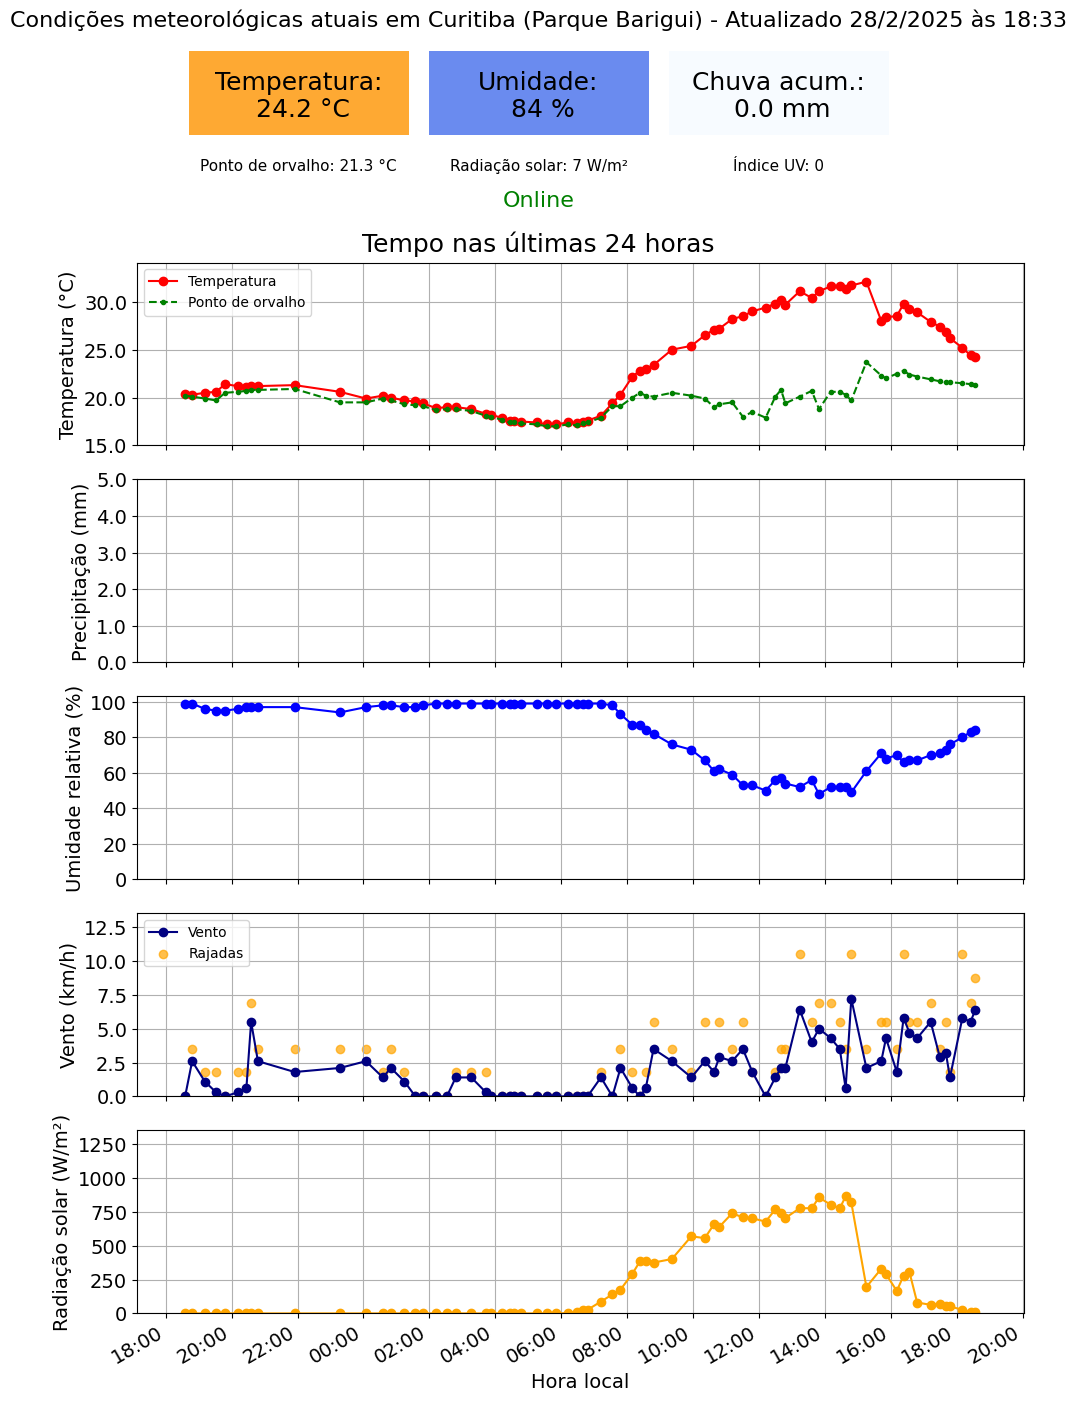 Condições meteorológicas atuais em Curitiba (Parque Barigui) - Atualizado 28/2/2025 às 18:33
Temperatura:
24.2 °C
Umidade:
84 %
Chuva acum.:
0.0 mm
Ponto de orvalho: 21.3 °C
Radiação solar: 7 W/m²
Índice UV: 0
Online
Tempo nas últimas 24 horas
Temperatura (°C)
30.0
25.0
20.0
15.0
Temperatura
Ponto de orvalho
Precipitação (mm)
5.0
4.0
3.0
2.0
1.0
0.0
Umidade relativa (%)
100
80
60
40
20
0
Vento (km/h)
12.5
10.0
7.5
5.0
2.5
0.0
Vento
Rajadas
Radiação solar (W/m²)
1250
1000
750
500
250
0
18:00
20:00
22:00
00:00
02:00
04:00
06:00
08:00
10:00
12:00
14:00
16:00
18:00
20:00
Hora local